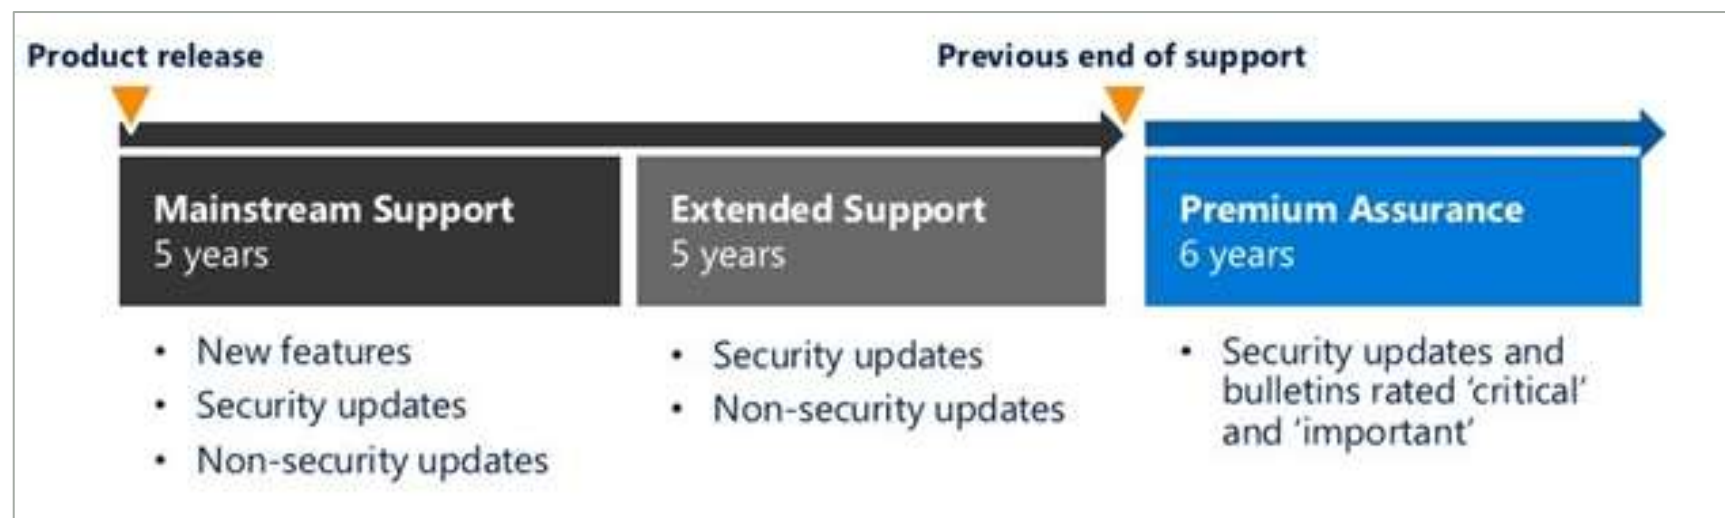 Product release
Previous end of support
Mainstream Support
5 years
Extended Support
5 years
Premium Assurance
6 years
• New features
• Security updates
• Non-security updates
• Security updates
• Non-security updates
• Security updates and
bulletins rated ‘critical’
and ‘important’